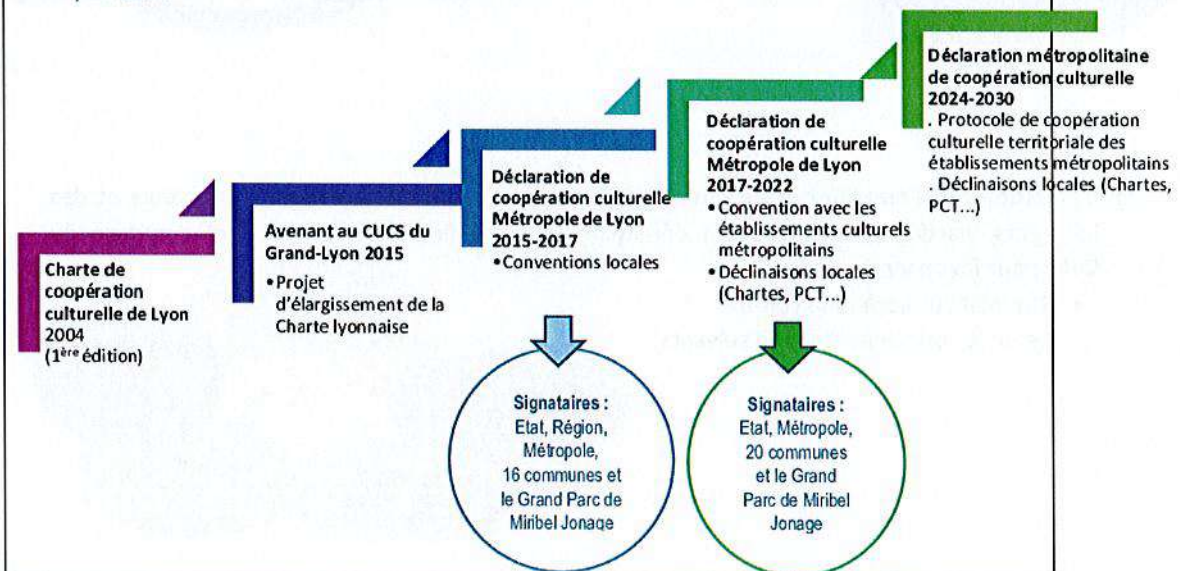 Charte de
coopération
culturelle de Lyon
2004
(1ère édition)
Avenant au CUCS du
Grand-Lyon 2015
•Projet
d'élargissement de la
Charte lyonnaise
Déclaration de
coopération culturelle
Métropole de Lyon
2015-2017
•Conventions locales
Déclaration de
coopération culturelle
Métropole de Lyon
2017-2022
•Convention avec les
établissements culturels
métropolitains
•Déclinaisons locales
(Chartes, PCT...)
Déclaration métropolitaine
de coopération culturelle
2024-2030
. Protocole de coopération
culturelle territoriale des
établissements métropolitains
. Déclinaisons locales (Chartes,
PCT...)
Signataires :
Etat, Région,
Métropole,
16 communes et
le Grand Parc de
Miribel Jonage
Signataires :
Etat, Métropole,
20 communes
et le Grand
Parc de Miribel
Jonage